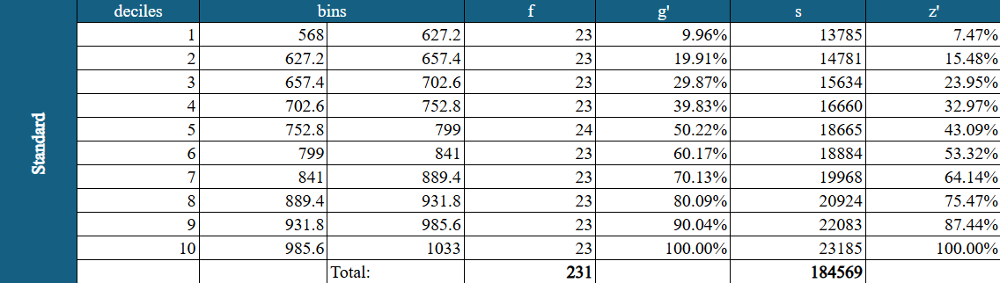 deciles bins f g' s z'
Standard
1 568 627.2 23 9.96% 13785 7.47%
2 627.2 657.4 23 19.91% 14781 15.48%
3 657.4 702.6 23 29.87% 15634 23.95%
4 702.6 752.8 23 39.83% 16660 32.97%
5 752.8 799 24 50.22% 18665 43.09%
6 799 841 23 60.17% 18884 53.32%
7 841 889.4 23 70.13% 19968 64.14%
8 889.4 931.8 23 80.09% 20924 75.47%
9 931.8 985.6 23 90.04% 22083 87.44%
10 985.6 1033 23 100.00% 23185 100.00%
Total: 231 184569